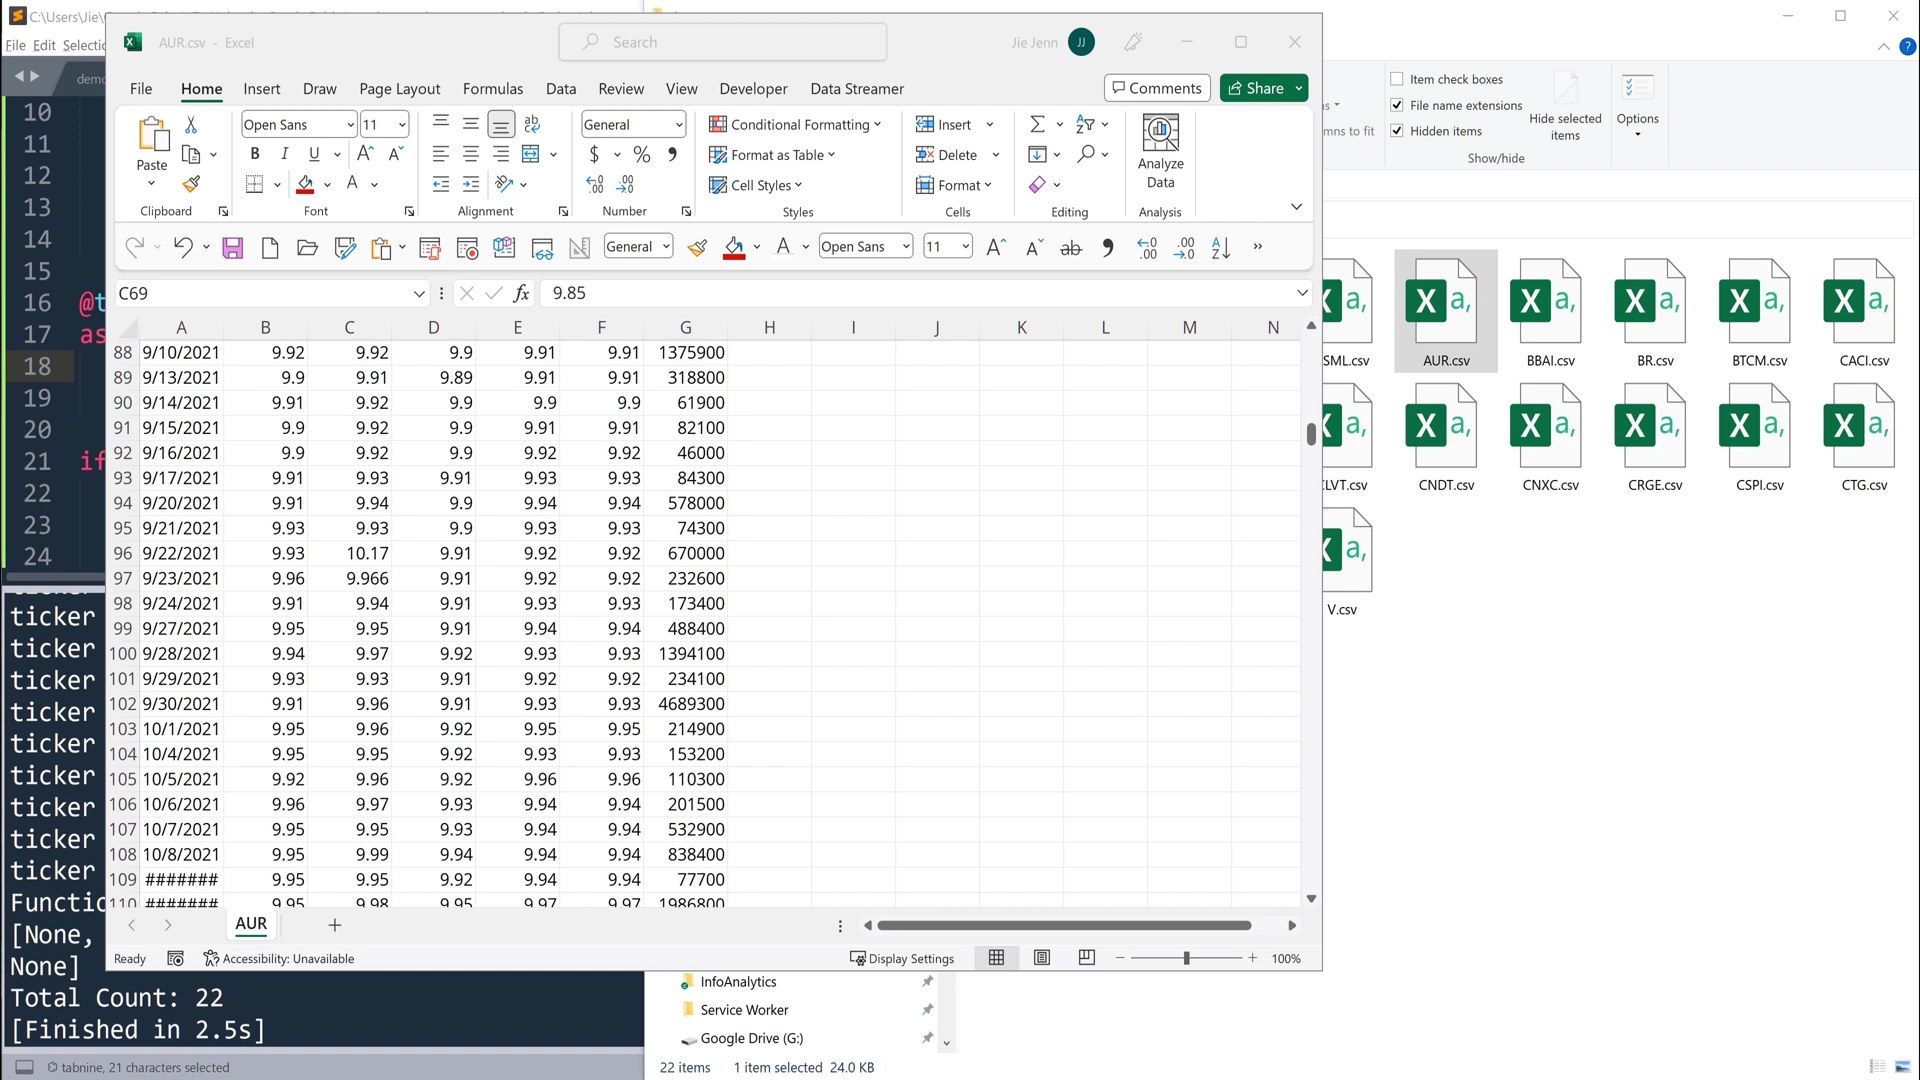 C:\Users\Jie\
File Edit Selectio
demo
10
11
12
13
14
15
16 @t
17 as
18
19
20
21 if
22
23
24
ticker
ticker
ticker
ticker
ticker
ticker
ticker
ticker
ticker
Functio
[None,
None]
Total Count: 22
[Finished in 2.5s]
tabnine, 21 characters selected
AUR.csv - Excel
Search
Jie Jenn JJ
File Home Insert Draw Page Layout Formulas Data Review View Developer Data Streamer
Comments Share
Paste
Clipboard
Open Sans 11
B I U
Font
Alignment
General
$ % 9
Number
Conditional Formatting
Format as Table
Cell Styles
Styles
Insert
Delete
Format
Cells
Editing
Analyze
Data
Analysis
General Open Sans 11
C69 fx 9.85
A B C D E F G H I J K L M N
88 9/10/2021 9.92 9.92 9.9 9.91 9.91 1375900
89 9/13/2021 9.9 9.91 9.89 9.91 9.91 318800
90 9/14/2021 9.91 9.92 9.9 9.9 9.9 61900
91 9/15/2021 9.9 9.92 9.9 9.91 9.91 82100
92 9/16/2021 9.9 9.92 9.9 9.92 9.92 46000
93 9/17/2021 9.91 9.93 9.91 9.93 9.93 84300
94 9/20/2021 9.91 9.94 9.9 9.94 9.94 578000
95 9/21/2021 9.93 9.93 9.9 9.93 9.93 74300
96 9/22/2021 9.93 10.17 9.91 9.92 9.92 670000
97 9/23/2021 9.96 9.966 9.91 9.92 9.92 232600
98 9/24/2021 9.91 9.94 9.91 9.93 9.93 173400
99 9/27/2021 9.95 9.95 9.91 9.94 9.94 488400
100 9/28/2021 9.94 9.97 9.92 9.93 9.93 1394100
101 9/29/2021 9.93 9.93 9.91 9.92 9.92 234100
102 9/30/2021 9.91 9.96 9.91 9.93 9.93 4689300
103 10/1/2021 9.95 9.96 9.92 9.95 9.95 214900
104 10/4/2021 9.95 9.95 9.92 9.93 9.93 153200
105 10/5/2021 9.92 9.96 9.92 9.96 9.96 110300
106 10/6/2021 9.96 9.97 9.93 9.94 9.94 201500
107 10/7/2021 9.95 9.95 9.93 9.94 9.94 532900
108 10/8/2021 9.95 9.99 9.94 9.94 9.94 838400
109 ####### 9.95 9.95 9.92 9.94 9.94 77700
110 ####### 9.95 9.98 9.95 9.97 9.97 1986800
AUR
Ready Accessibility: Unavailable Display Settings 100%
Item check boxes
File name extensions
Hidden items
mns to fit
Hide selected
items
Options
Show/hide
SML.csv AUR.csv BBAI.csv BR.csv BTCM.csv CACI.csv
LVT.csv CNDT.csv CNXC.csv CRGE.csv CSPI.csv CTG.csv
V.csv
InfoAnalytics
Service Worker
Google Drive (G:)
22 items 1 item selected 24.0 KB